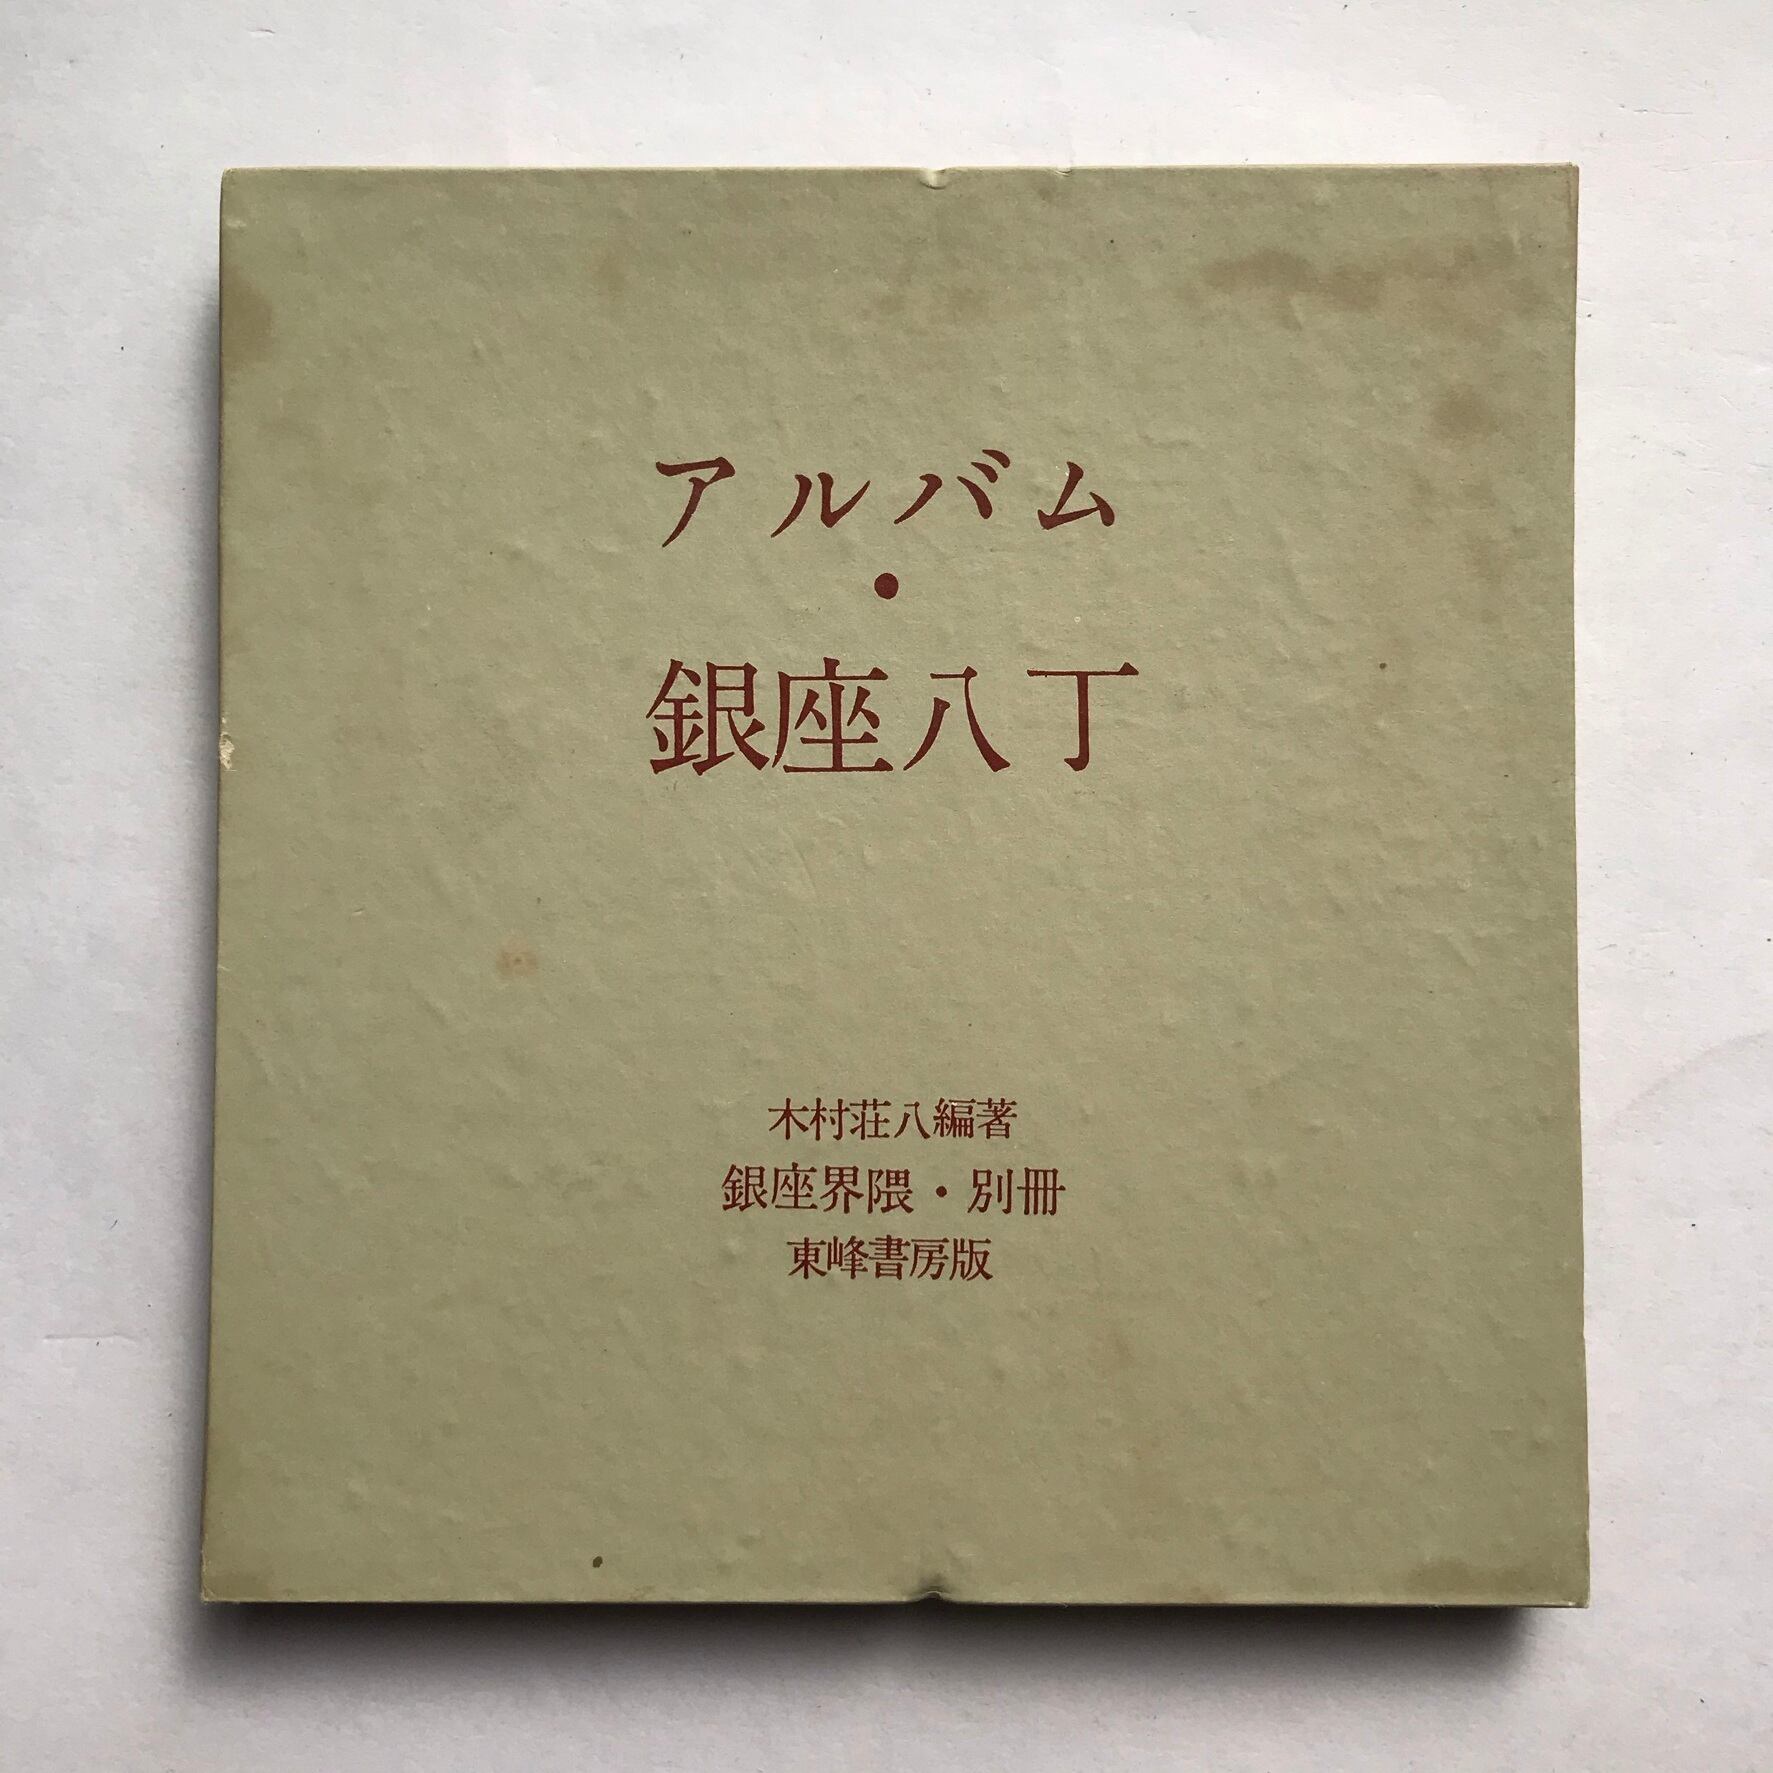 アルバム
・
銀座八丁
木村荘八編著
銀座界隈・別冊
東峰書房版